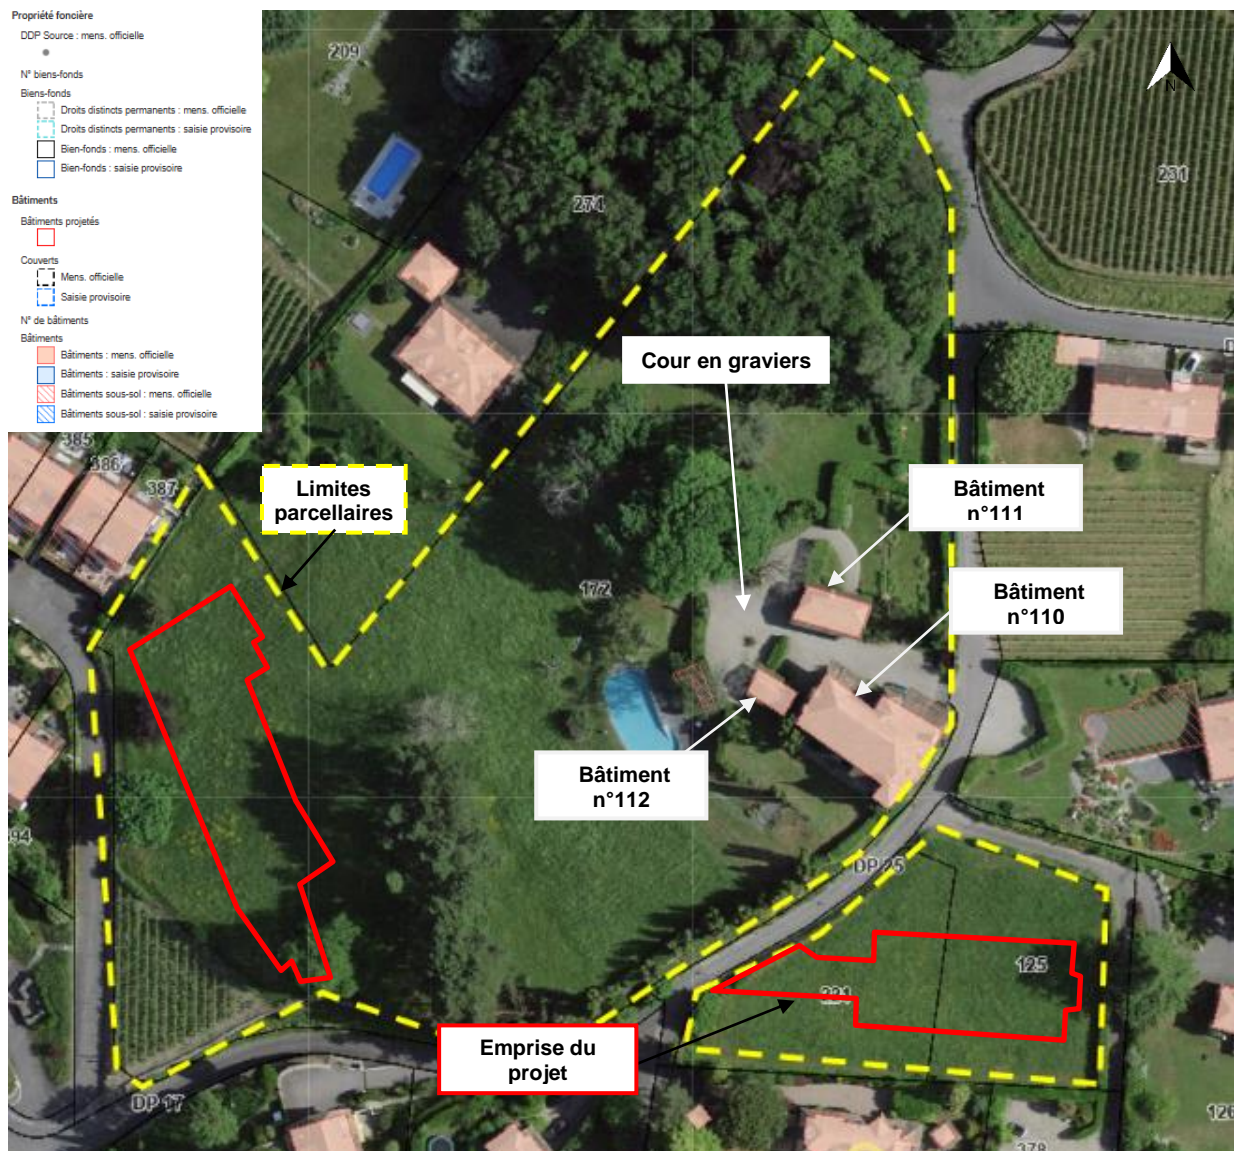 Propriété foncière
DDP Source : mens. officielle
N° biens-fonds
Biens-fonds
Droits distincts permanents : mens. officielle
Droits distincts permanents : saisie provisoire
Bien-fonds : mens. officielle
Bien-fonds : saisie provisoire
Bâtiments
Bâtiments projetés
Couverts
Mens. officielle
Saisie provisoire
N° de bâtiments
Bâtiments
Bâtiments : mens. officielle
Bâtiments : saisie provisoire
Bâtiments sous-sol : mens. officielle
Bâtiments sous-sol : saisie provisoire
209
N
231
274
Cour en graviers
385
386
387
Limites
parcellaires
Bâtiment
n°111
172
Bâtiment
n°110
Bâtiment
n°112
394
DP 25
125
221
Emprise du
projet
DP 17
126
378